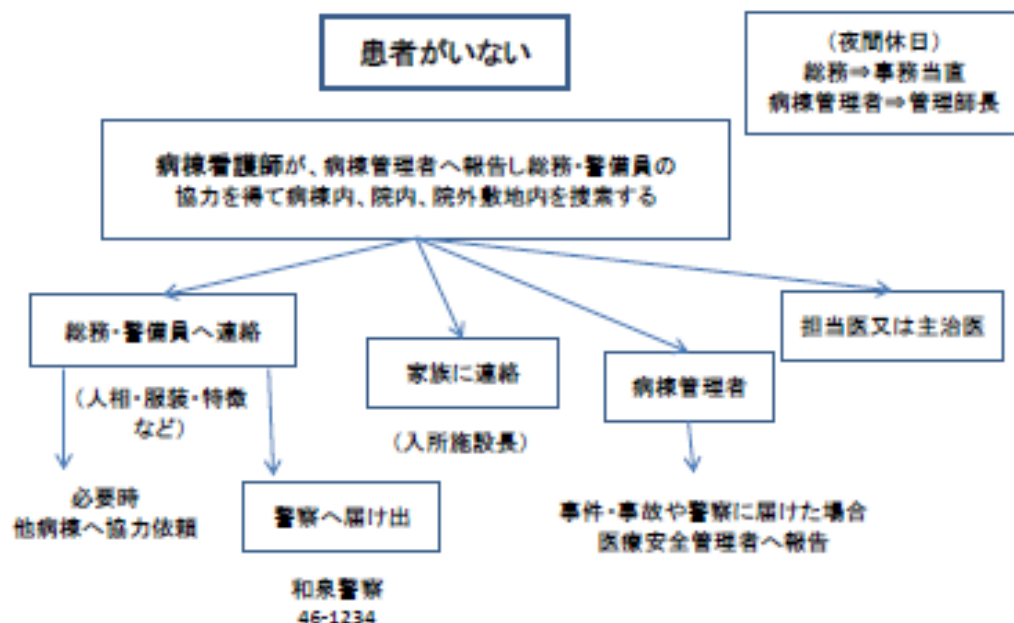 患者がいない
（夜間休日）
総務⇒事務当直
病棟管理者⇒管理師長
病棟看護師が、病棟管理者へ報告し総務・警備員の
協力を得て病棟内、院内、院外敷地内を捜索する
総務・警備員へ連絡
家族に連絡
病棟管理者
担当医又は主治医
（人相・服装・特徴
など）
（入所施設長）
必要時
他病棟へ協力依頼
警察へ届け出
事件・事故や警察に届けた場合
医療安全管理者へ報告
和泉警察
46-1234